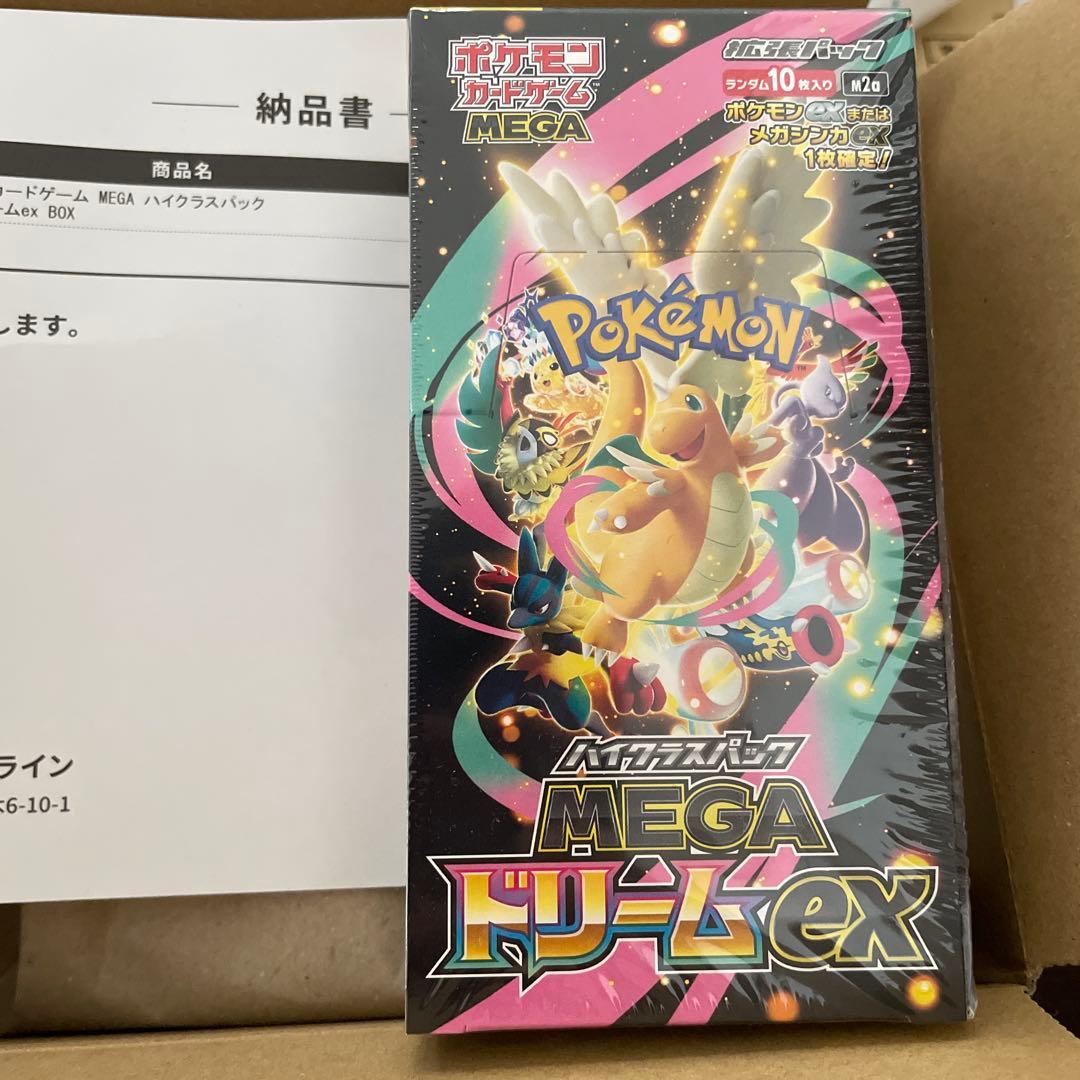 納品書
商品名
カードゲーム MEGA ハイクラスパック
ームex BOX
します。
ライン
6-10-1
ポケモン
カードゲーム™
MEGA
拡張パック
ランダム10枚入り M2a
ポケモンexまたは
メガシンカex
1枚確定!
POKéMON™
ハイクラスパック
MEGA
ドリームex